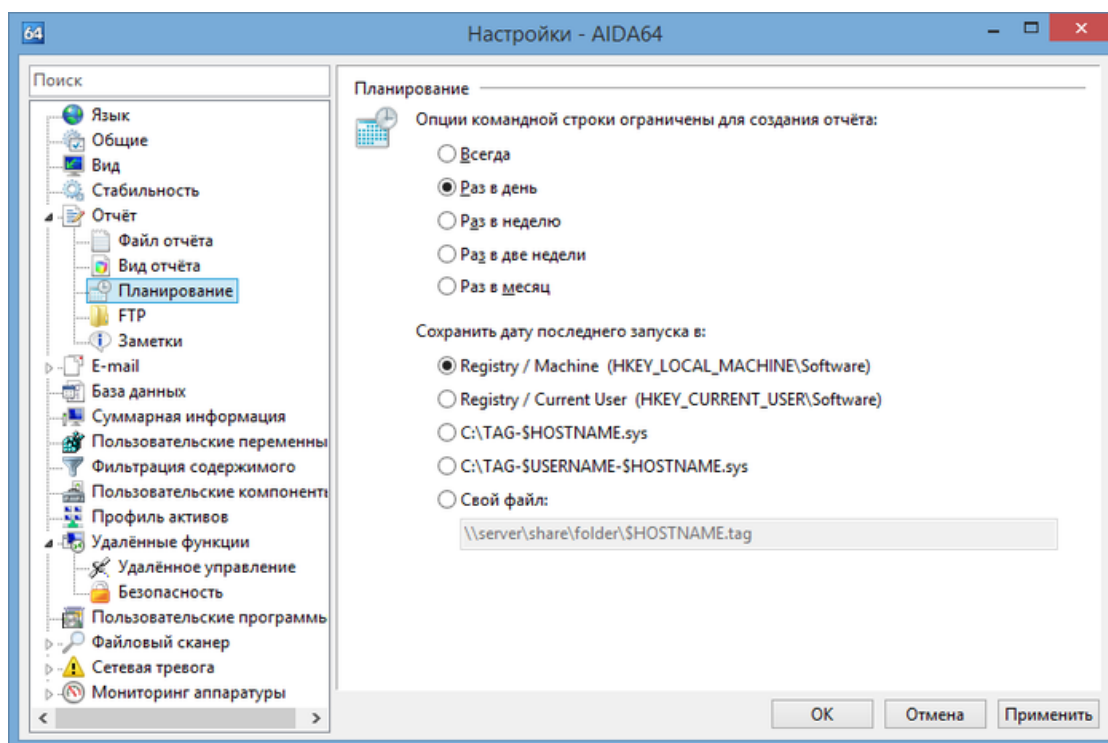 64
Настройки - AIDA64
Поиск
Язык
Общие
Вид
Стабильность
Отчёт
Файл отчёта
Вид отчёта
Планирование
FTP
Заметки
E-mail
База данных
Суммарная информация
Пользовательские переменны
Фильтрация содержимого
Пользовательские компоненты
Профиль активов
Удалённые функции
Удалённое управление
Безопасность
Пользовательские программы
Файловый сканер
Сетевая тревога
Мониторинг аппаратуры
Планирование
Опции командной строки ограничены для создания отчёта:
Всегда
Раз в день
Раз в неделю
Раз в две недели
Раз в месяц
Сохранить дату последнего запуска в:
Registry / Machine (HKEY_LOCAL_MACHINE\Software)
Registry / Current User (HKEY_CURRENT_USER\Software)
C:\TAG-$HOSTNAME.sys
C:\TAG-$USERNAME-$HOSTNAME.sys
Свой файл:
\\server\share\folder\$HOSTNAME.tag
OK
Отмена
Применить